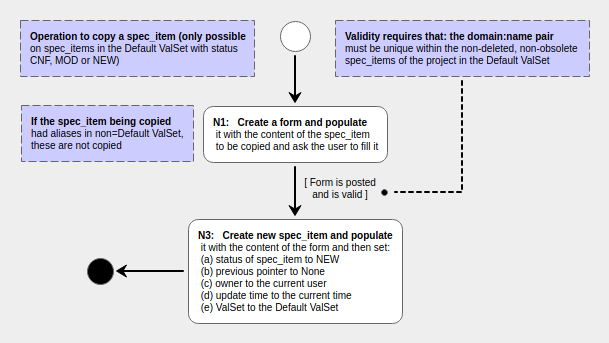 Operation to copy a spec_item (only possible
on spec_items in the Default ValSet with status
CNF, MOD or NEW)
Validity requires that: the domain:name pair
must be unique within the non-deleted, non-obsolete
spec_items of the project in the Default ValSet
If the spec_item being copied
had aliases in non=Default ValSet,
these are not copied
N1: Create a form and populate
it with the content of the spec_item
to be copied and ask the user to fill it
[ Form is posted
and is valid ]
N3: Create new spec_item and populate
it with the content of the form and then set:
(a) status of spec_item to NEW
(b) previous pointer to None
(c) owner to the current user
(d) update time to the current time
(e) ValSet to the Default ValSet